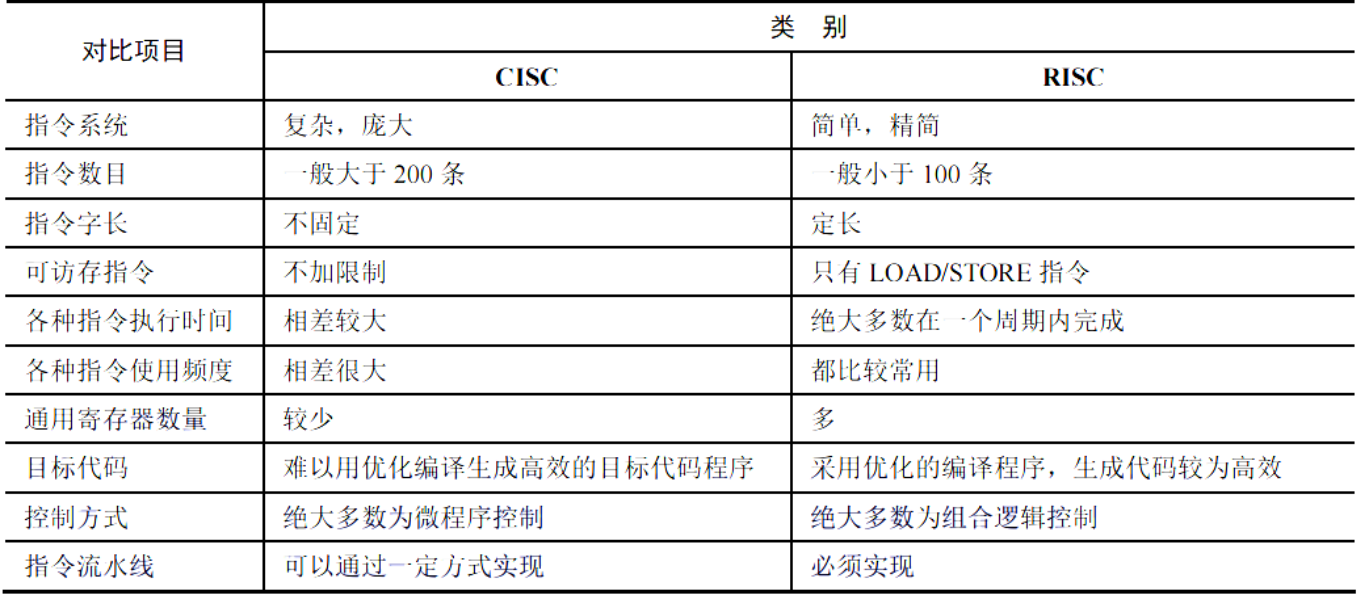 对比项目
类 别
CISC
RISC
指令系统
复杂，庞大
简单，精简
指令数目
一般大于 200 条
一般小于 100 条
指令字长
不固定
定长
可访存指令
不加限制
只有 LOAD/STORE 指令
各种指令执行时间
相差较大
绝大多数在一个周期内完成
各种指令使用频度
相差很大
都比较常用
通用寄存器数量
较少
多
目标代码
难以用优化编译生成高效的目标代码程序
采用优化的编译程序，生成代码较为高效
控制方式
绝大多数为微程序控制
绝大多数为组合逻辑控制
指令流水线
可以通过一定方式实现
必须实现